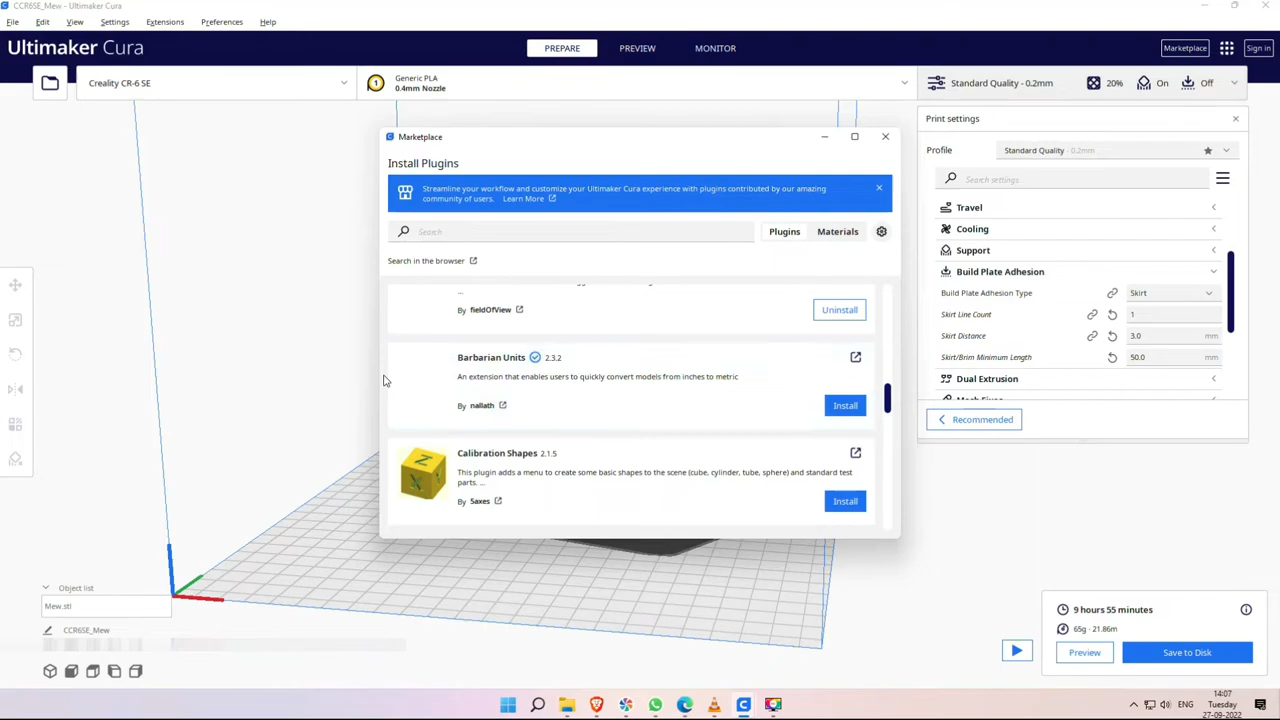 CCR6SE_Mew - Ultimaker Cura
File Edit View Settings Extensions Preferences Help
Ultimaker Cura
PREPARE PREVIEW MONITOR
Marketplace Sign in
Creality CR-6 SE
1
Generic PLA
0.4mm Nozzle
Standard Quality - 0.2mm 20% On Off
Marketplace
Install Plugins
Streamline your workflow and customize your Ultimaker Cura experience with plugins contributed by our amazing
community of users. Learn More
Search
Plugins Materials
Search in the browser
...
By fieldOfView
Uninstall
Barbarian Units 2.3.2
An extension that enables users to quickly convert models from inches to metric
By nallath
Install
Calibration Shapes 2.1.5
This plugin adds a menu to create some basic shapes to the scene (cube, cylinder, tube, sphere) and standard test
parts. ...
By 5axes
Install
Z
X
Print settings
Profile Standard Quality - 0.2mm
Search settings
Travel
Cooling
Support
Build Plate Adhesion
Build Plate Adhesion Type Skirt
Skirt Line Count 1
Skirt Distance 3.0 mm
Skirt/Brim Minimum Length 50.0 mm
Dual Extrusion
Recommended
Object list
Mew.stl
CCR6SE_Mew
9 hours 55 minutes
65g · 21.86m
Preview Save to Disk
ENG
14:07
Tuesday
27-09-2022